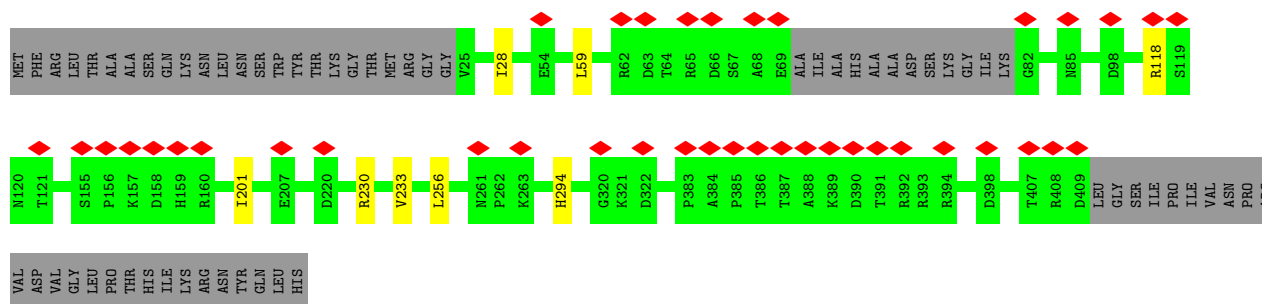 MET PHE ARG LEU THR ALA ALA SER GLN LYS ASN LEU ASN SER TRP TYR THR LYS GLY THR MET ARG GLY GLY V25 I28 E54 L59 R62 D63 T64 R65 D66 S67 A68 E69 ALA ILE ALA HIS ALA ALA ASP SER LYS GLY ILE LYS G82 N85 D98 R118 S119
N120 T121 S155 P156 K157 D158 H159 R160 I201 E207 D220 R230 V233 L256 N261 P262 K263 H294 G320 K321 D322 P383 A384 P385 T386 T387 A388 K389 D390 T391 R392 R393 R394 D398 T407 R408 D409 LEU GLY SER ILE PRO ILE VAL ASN PRO
VAL ASP VAL GLY LEU PRO THR HIS ILE LYS ARG ASN TYR GLN LEU HIS